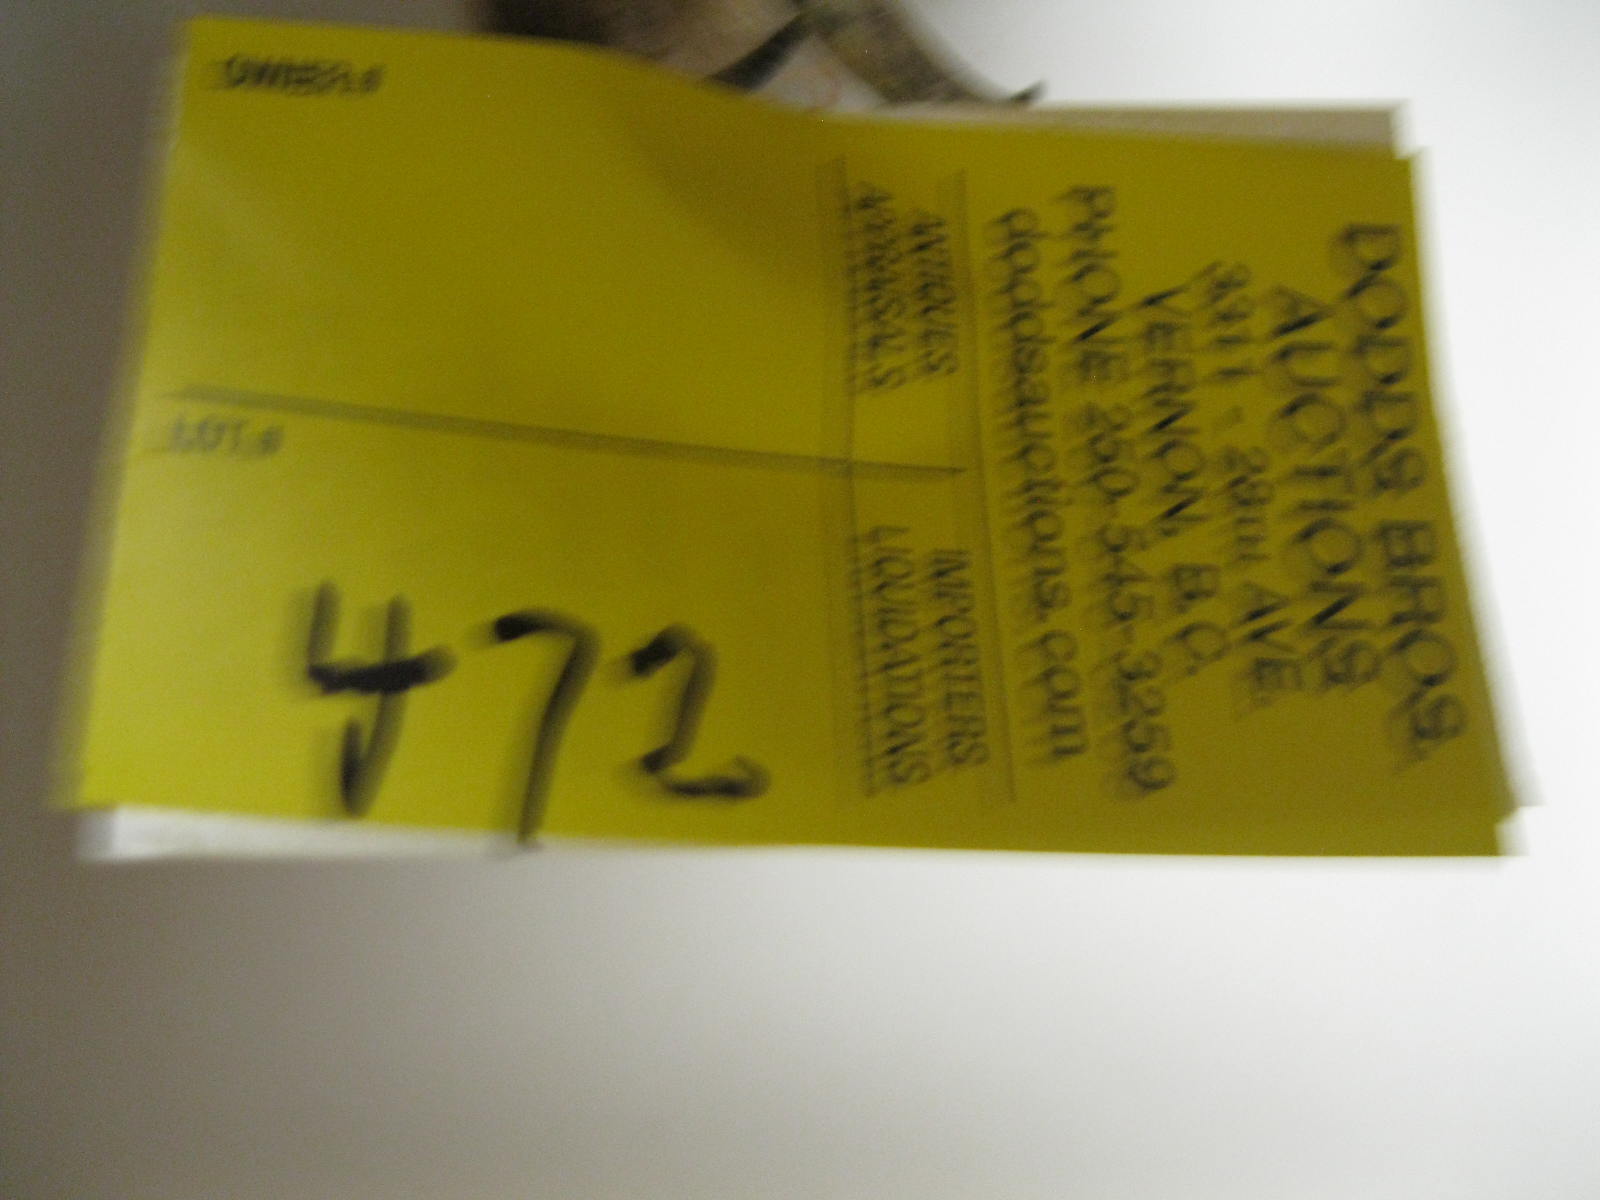 DODDS BROS.
AUCTIONS
3311 - 28TH AVE
VERNON, B.C.
PHONE 250-545-3259
doddsauctions.com
ANTIQUES IMPORTERS
APPRAISALS LIQUIDATIONS
OWNER #
LOT #
472